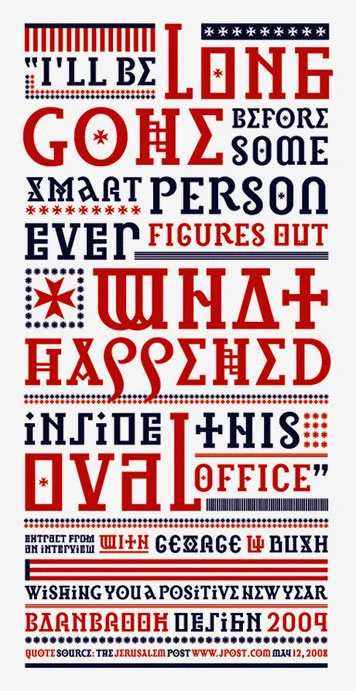 “I'LL BE LONG
GONE BEFORE
SOME
SMART PERSON
EVER FIGURES OUT
WHAT
HAPPENED
INSIDE THIS
OVAL OFFICE”
EXTRACT FROM
AN INTERVIEW WITH GEORGE W BUSH
WISHING YOU A POSITIVE NEW YEAR
BARNBROOK DESIGN 2009
QUOTE SOURCE: THE JERUSALEM POST WWW.JPOST.COM MAY 12, 2008